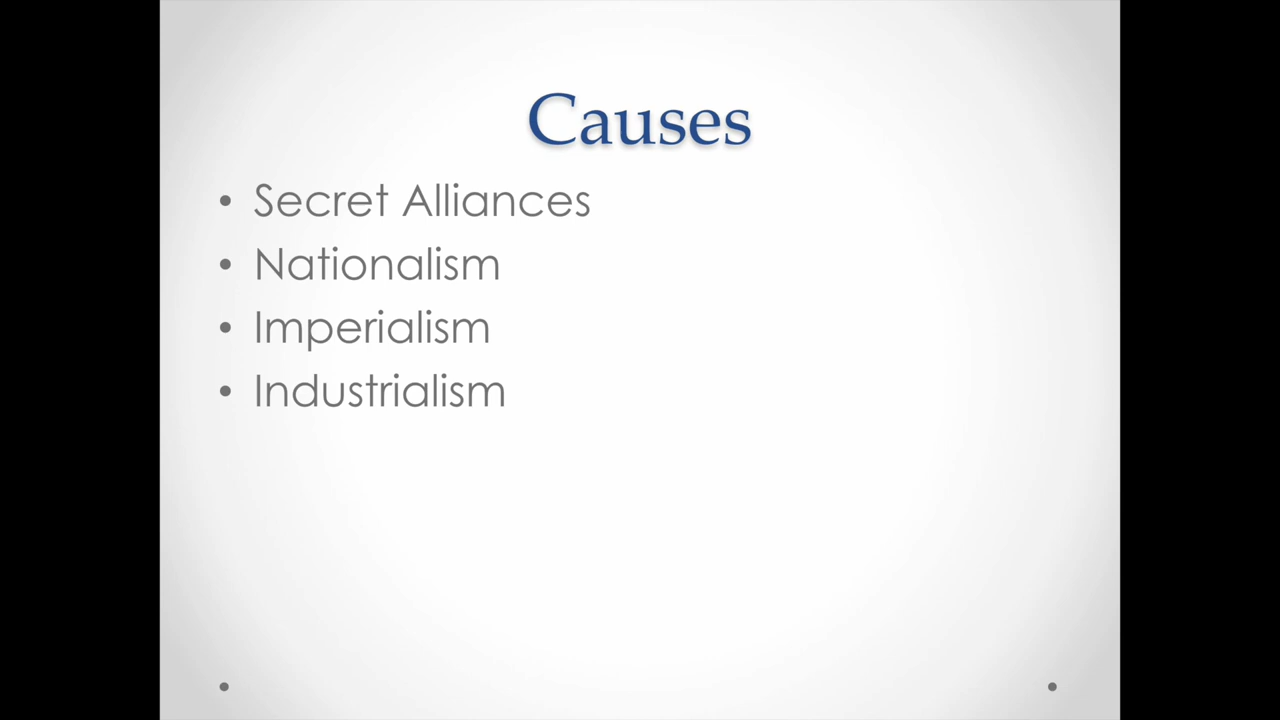 Causes
• Secret Alliances
• Nationalism
• Imperialism
• Industrialism